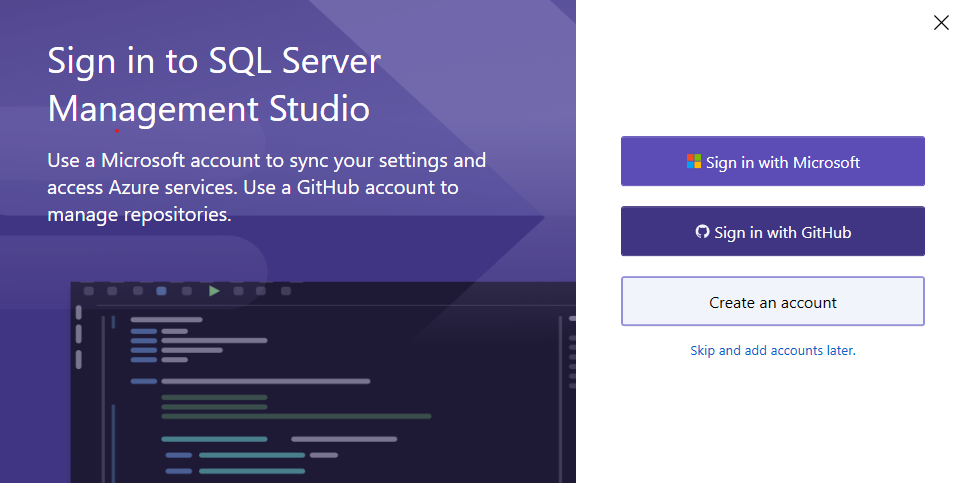 Sign in to SQL Server
Management Studio
Use a Microsoft account to sync your settings and
access Azure services. Use a GitHub account to
manage repositories.
Sign in with Microsoft
Sign in with GitHub
Create an account
Skip and add accounts later.